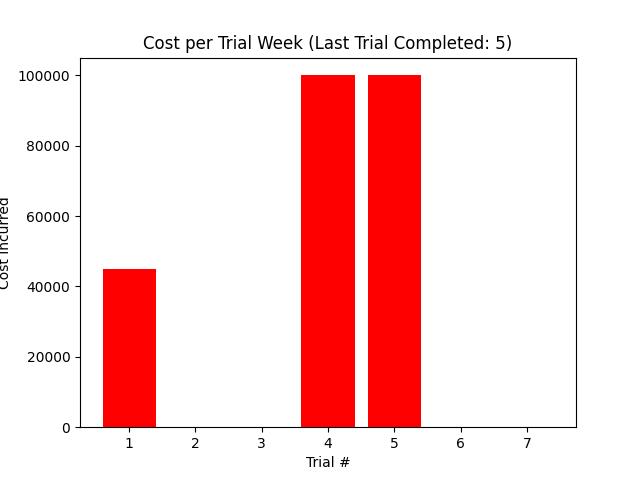 Cost per Trial Week (Last Trial Completed: 5)
100000
80000
60000
40000
20000
0
Cost Incurred
1 2 3 4 5 6 7
Trial #